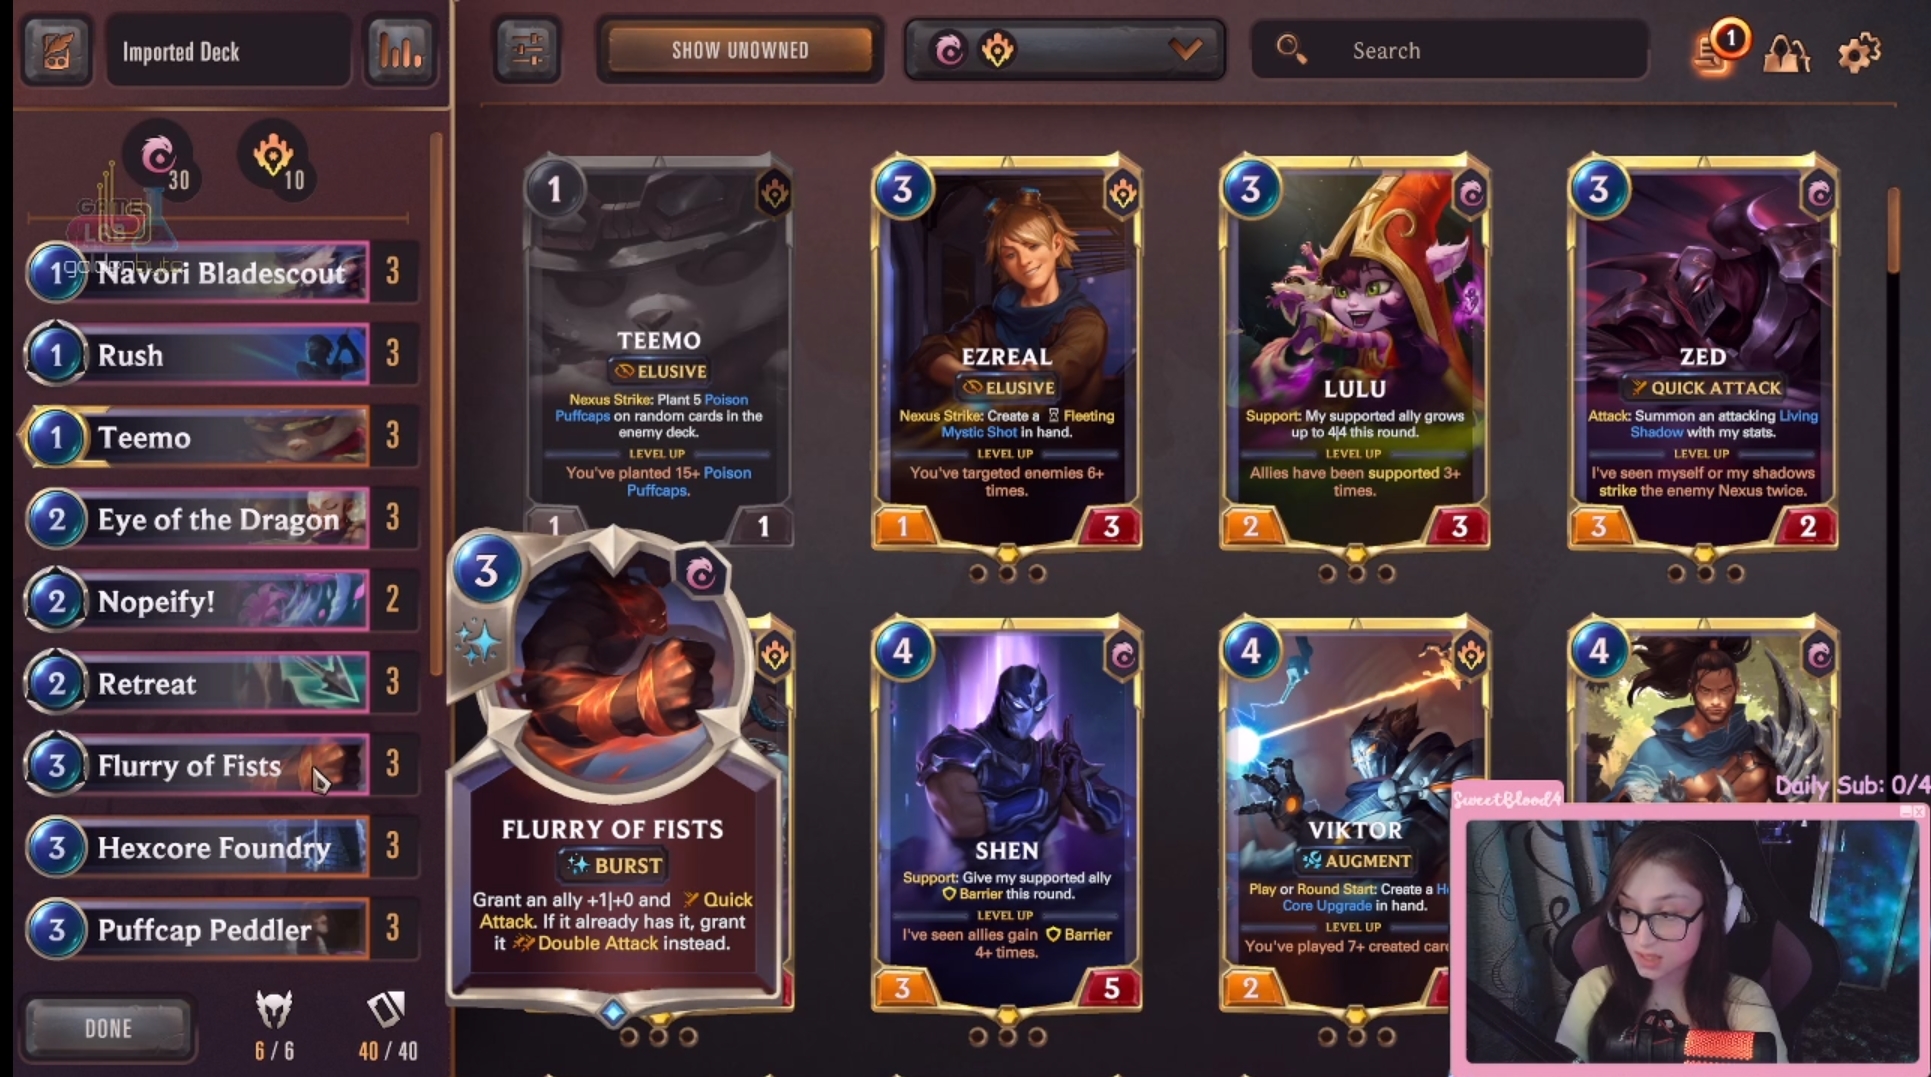 Imported Deck
SHOW UNOWNED
Search
1
30
10
GAME
LAB
goldenbyte
1 Navori Bladescout 3
1 Rush 3
1 Teemo 3
2 Eye of the Dragon 3
2 Nopeify! 2
2 Retreat 3
3 Flurry of Fists 3
3 Hexcore Foundry 3
3 Puffcap Peddler 3
DONE
6 / 6
40 / 40
1
TEEMO
ELUSIVE
Nexus Strike: Plant 5 Poison
Puffcaps on random cards in the
enemy deck.
LEVEL UP
You've planted 15+ Poison
Puffcaps.
1 1
3
EZREAL
ELUSIVE
Nexus Strike: Create a Fleeting
Mystic Shot in hand.
LEVEL UP
You've targeted enemies 6+
times.
1 3
3
LULU
Support: My supported ally grows
up to 4|4 this round.
LEVEL UP
Allies have been supported 3+
times.
2 3
3
ZED
QUICK ATTACK
Attack: Summon an attacking Living
Shadow with my stats.
LEVEL UP
I've seen myself or my shadows
strike the enemy Nexus twice.
3 2
3
FLURRY OF FISTS
BURST
Grant an ally +1|+0 and Quick
Attack. If it already has it, grant
it Double Attack instead.
4
SHEN
Support: Give my supported ally
Barrier this round.
LEVEL UP
I've seen allies gain Barrier
4+ times.
3 5
4
VIKTOR
AUGMENT
Play or Round Start: Create a H
Core Upgrade in hand.
LEVEL UP
You've played 7+ created car
2
4
Daily Sub: 0/4
SweetBlood4